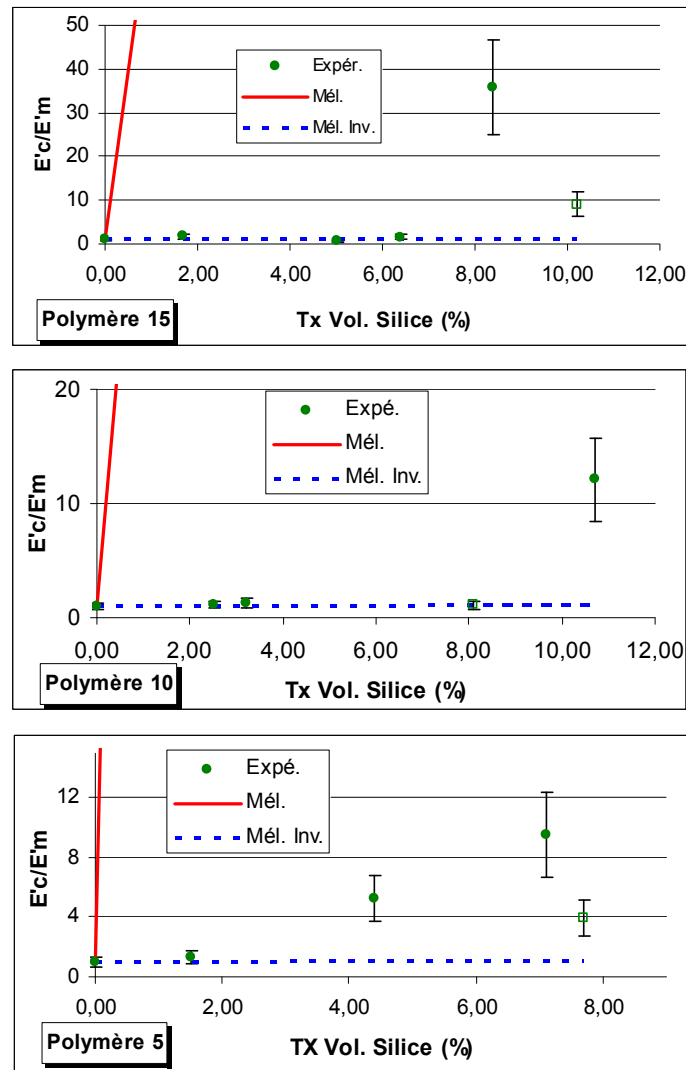 50
40
30
20
10
0
E'c/E'm
Expér.
Mél.
Mél. Inv.
0,00 2,00 4,00 6,00 8,00 10,00 12,00
Polymère 15
Tx Vol. Silice (%)
20
10
0
E'c/E'm
Expé.
Mél.
Mél. Inv.
0,00 2,00 4,00 6,00 8,00 10,00 12,00
Polymère 10
Tx Vol. Silice (%)
12
8
4
0
E'c/E'm
Expé.
Mél.
Mél. Inv.
0,00 2,00 4,00 6,00 8,00
Polymère 5
TX Vol. Silice (%)